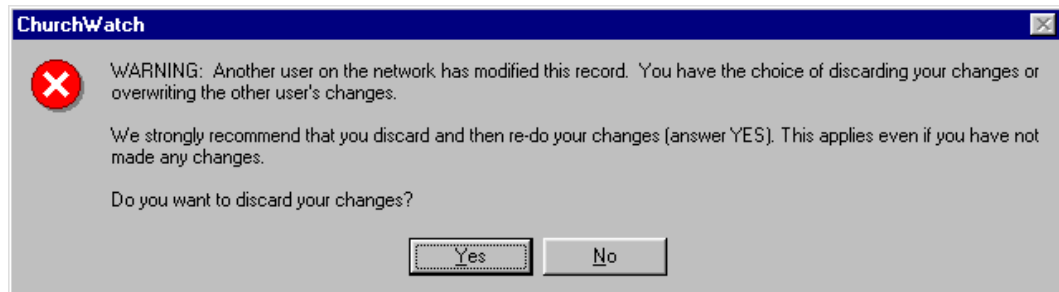 ChurchWatch
WARNING:  Another user on the network has modified this record.  You have the choice of discarding your changes or
overwriting the other user's changes.
We strongly recommend that you discard and then re-do your changes (answer YES). This applies even if you have not
made any changes.
Do you want to discard your changes?
Yes
No